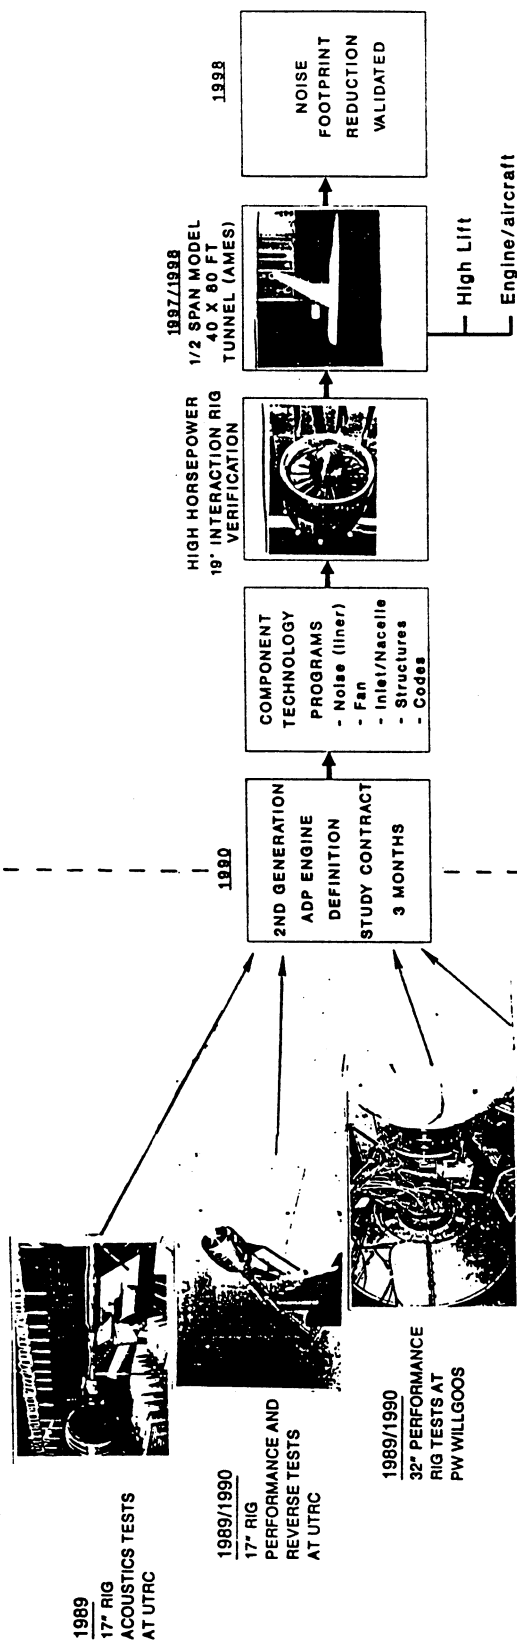 1989
17" RIG
ACOUSTICS TESTS
AT UTRC
1989/1990
17" RIG
PERFORMANCE AND
REVERSE TESTS
AT UTRC
1989/1990
32" PERFORMANCE
RIG TESTS AT
PW WILLGOOS
1990
2ND GENERATION
ADP ENGINE
DEFINITION
STUDY CONTRACT
3 MONTHS
COMPONENT
TECHNOLOGY
PROGRAMS
- Noise (liner)
- Fan
- Inlet/Nacelle
- Structures
- Codes
HIGH HORSEPOWER
19" INTERACTION RIG
VERIFICATION
1997/1998
1/2 SPAN MODEL
40 X 80 FT
TUNNEL (AMES)
High Lift
Engine/aircraft
1998
NOISE
FOOTPRINT
REDUCTION
VALIDATED